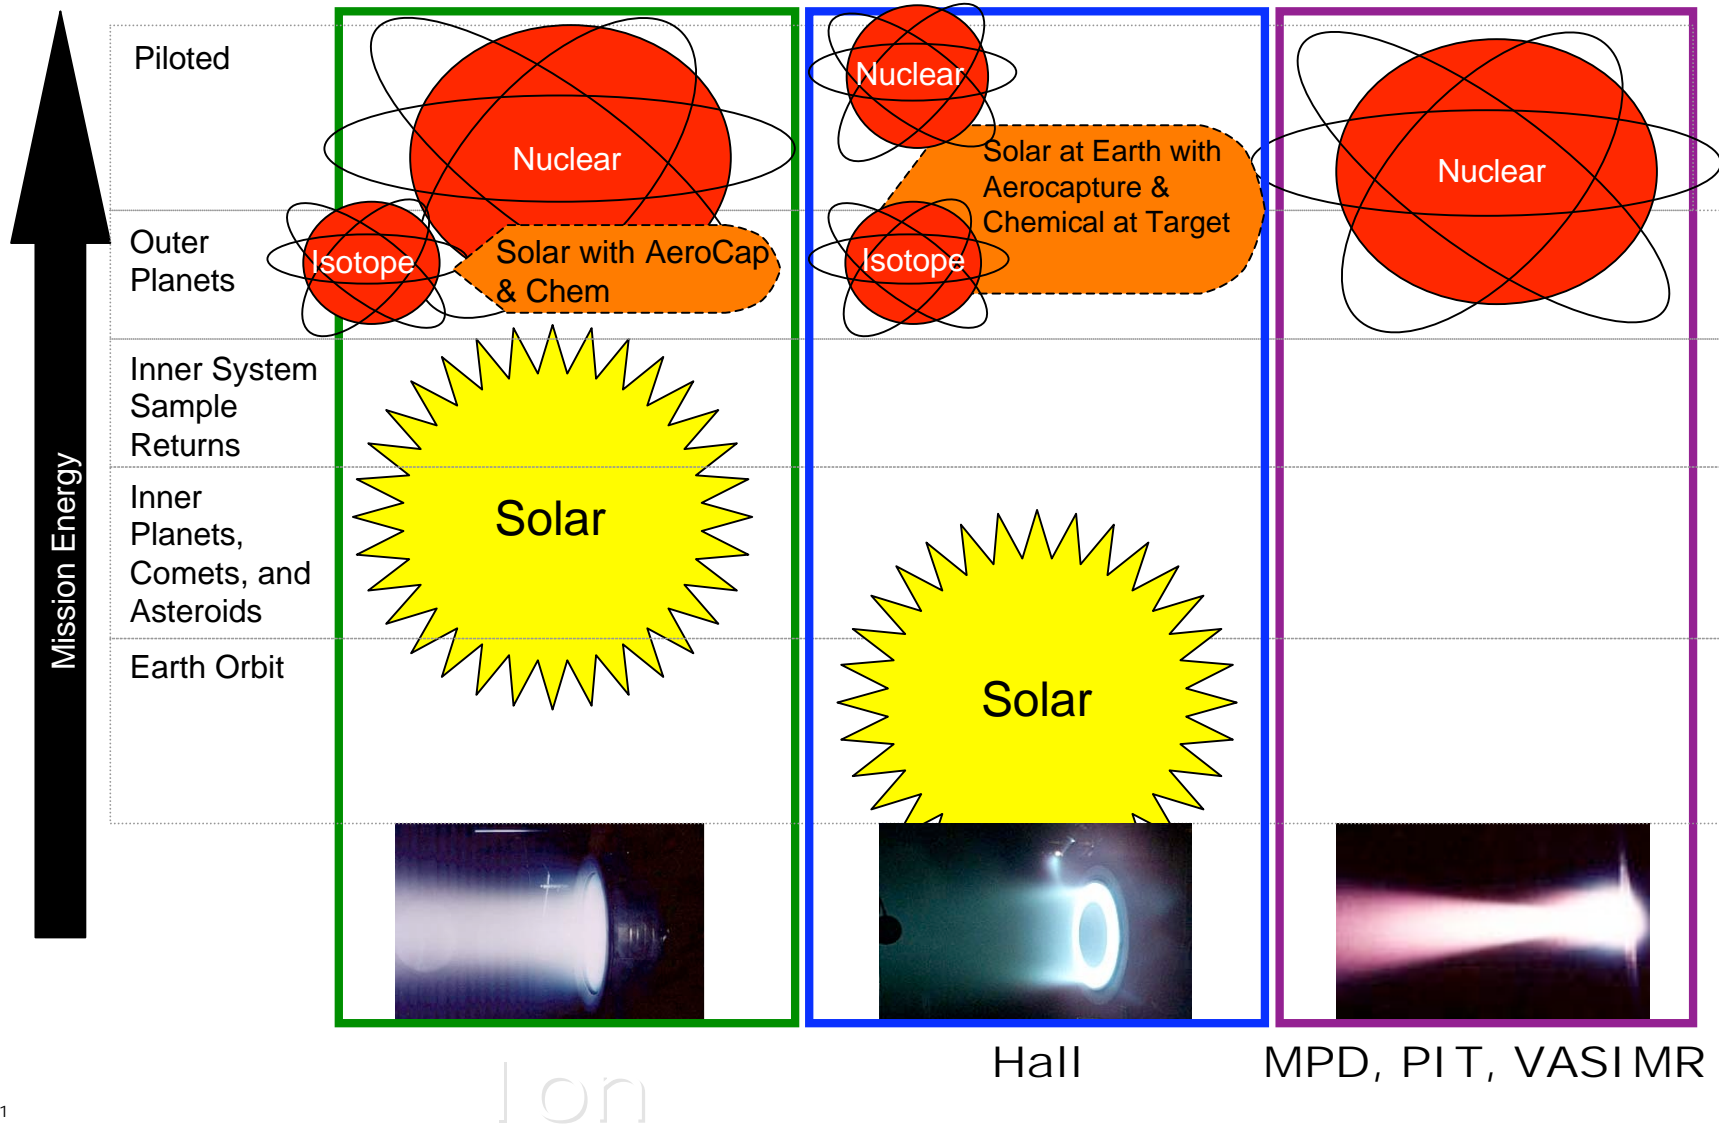 Piloted
Nuclear
Nuclear
Solar at Earth with
Aerocapture &
Chemical at Target
Nuclear
Outer
Planets
Isotope
Solar with AeroCap
& Chem
Isotope
Inner System
Sample
Returns
Inner
Planets,
Comets, and
Asteroids
Solar
Earth Orbit
Solar
Mission Energy
Ion
Hall
MPD, PIT, VASIMR
1